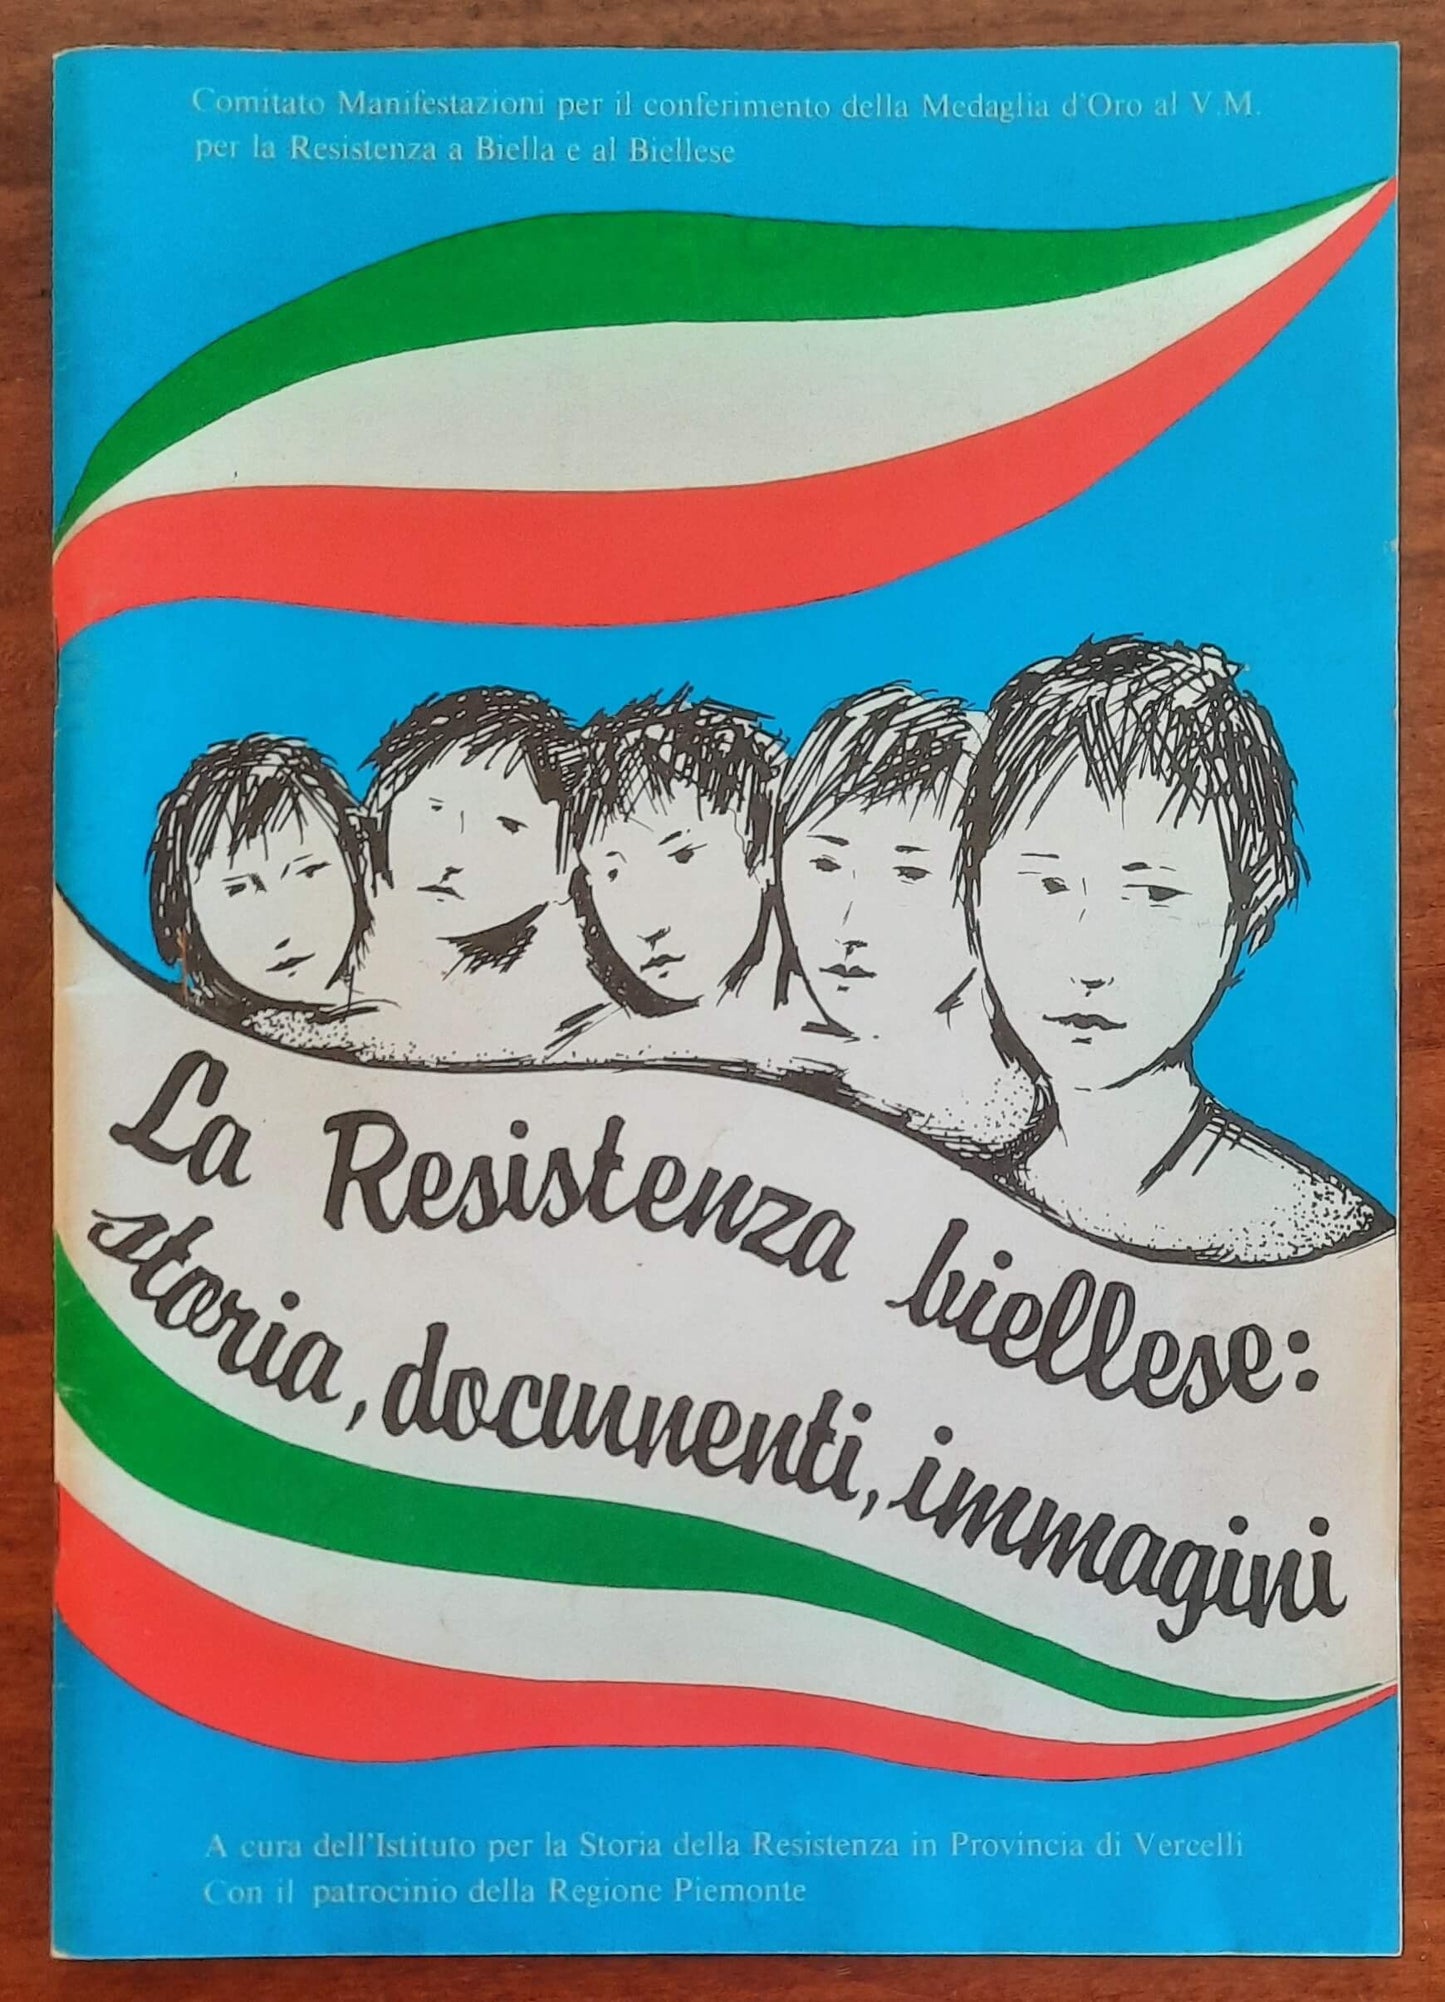 Comitato Manifestazioni per il conferimento della Medaglia d'Oro al V.M.
per la Resistenza a Biella e al Biellese
La Resistenza biellese:
storia, documenti, immagini
A cura dell'Istituto per la Storia della Resistenza in Provincia di Vercelli
Con il patrocinio della Regione Piemonte